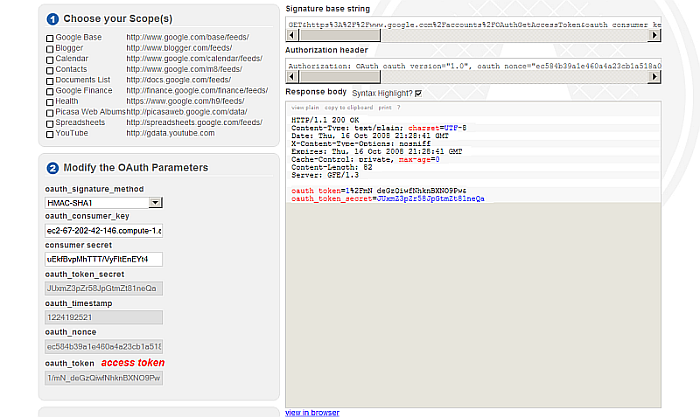 1 Choose your Scope(s)
Google Base http://www.google.com/base/feeds/
Blogger http://www.blogger.com/feeds/
Calendar http://www.google.com/calendar/feeds/
Contacts http://www.google.com/m8/feeds/
Documents List http://docs.google.com/feeds/
Google Finance http://finance.google.com/finance/feeds/
Health https://www.google.com/h9/feeds/
Picasa Web Albums http://picasaweb.google.com/data/
Spreadsheets http://spreadsheets.google.com/feeds/
YouTube http://gdata.youtube.com
2 Modify the OAuth Parameters
oauth_signature_method
HMAC-SHA1
oauth_consumer_key
ec2-67-202-42-146.compute-1.a
consumer secret
uEkfBvpMhTTT/VyFltEnEYt4
oauth_token_secret
JUxmZ3pZr58JpGtmZt81neQa
oauth_timestamp
1224192521
oauth_nonce
ec584b39a1e460a4a23cb1a518
oauth_token access token
1/mN_deGzQiwfNhknBXNO9Pw
Signature base string
GET&https%3A%2F%2Fwww.google.com%2Faccounts%2FOAuthGetAccessToken&oauth_consumer_ke
Authorization header
Authorization: OAuth oauth_version="1.0", oauth_nonce="ec584b39a1e460a4a23cb1a518a0
Response body Syntax Highlight?
view plain copy to clipboard print ?
HTTP/1.1 200 OK
Content-Type: text/plain; charset=UTF-8
Date: Thu, 16 Oct 2008 21:28:41 GMT
X-Content-Type-Options: nosniff
Expires: Thu, 16 Oct 2008 21:28:41 GMT
Cache-Control: private, max-age=0
Content-Length: 82
Server: GFE/1.3
oauth_token=1%2FmN_deGzQiwfNhknBXNO9Pwg
oauth_token_secret=JUxmZ3pZr58JpGtmZt81neQa
view in browser